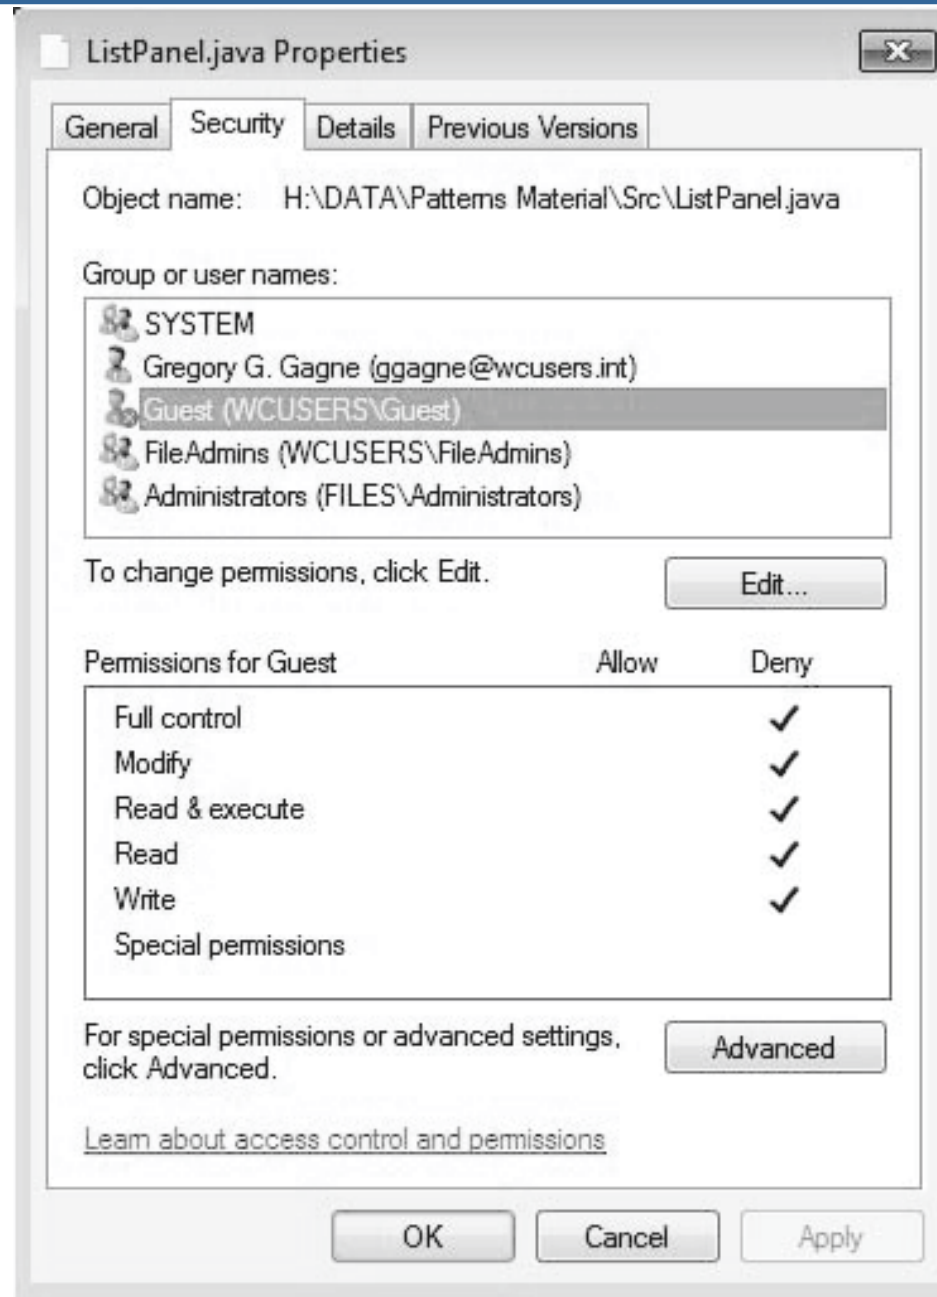 ListPanel.java Properties
General Security Details Previous Versions
Object name: H:\DATA\Patterns Material\Src\ListPanel.java
Group or user names:
SYSTEM
Gregory G. Gagne (ggagne@wcusers.int)
Guest (WCUSERS\Guest)
FileAdmins (WCUSERS\FileAdmins)
Administrators (FILES\Administrators)
To change permissions, click Edit.
Edit...
Permissions for Guest Allow Deny
Full control
Modify
Read & execute
Read
Write
Special permissions
For special permissions or advanced settings,
click Advanced.
Advanced
Learn about access control and permissions
OK Cancel Apply